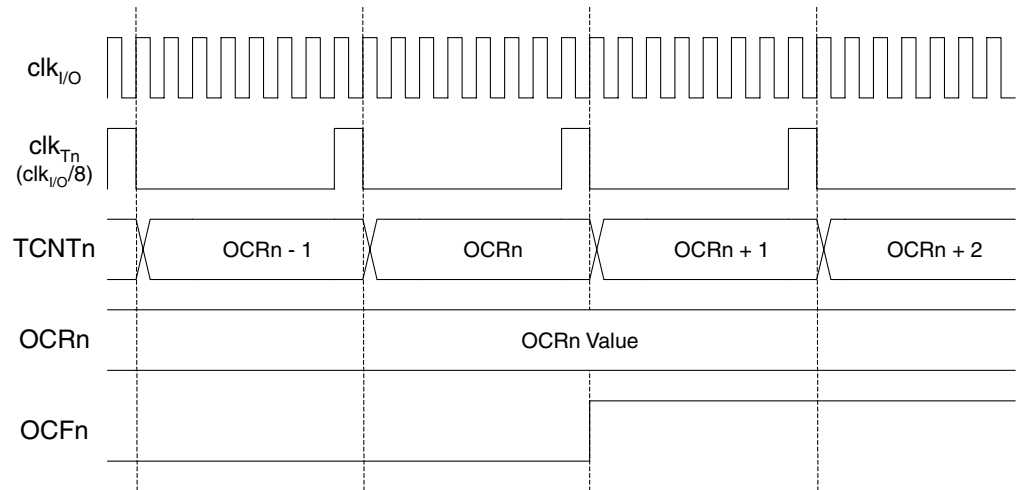 clkI/O
clkTn
(clkI/O/8)
TCNTn OCRn - 1 OCRn OCRn + 1 OCRn + 2
OCRn OCRn Value
OCFn